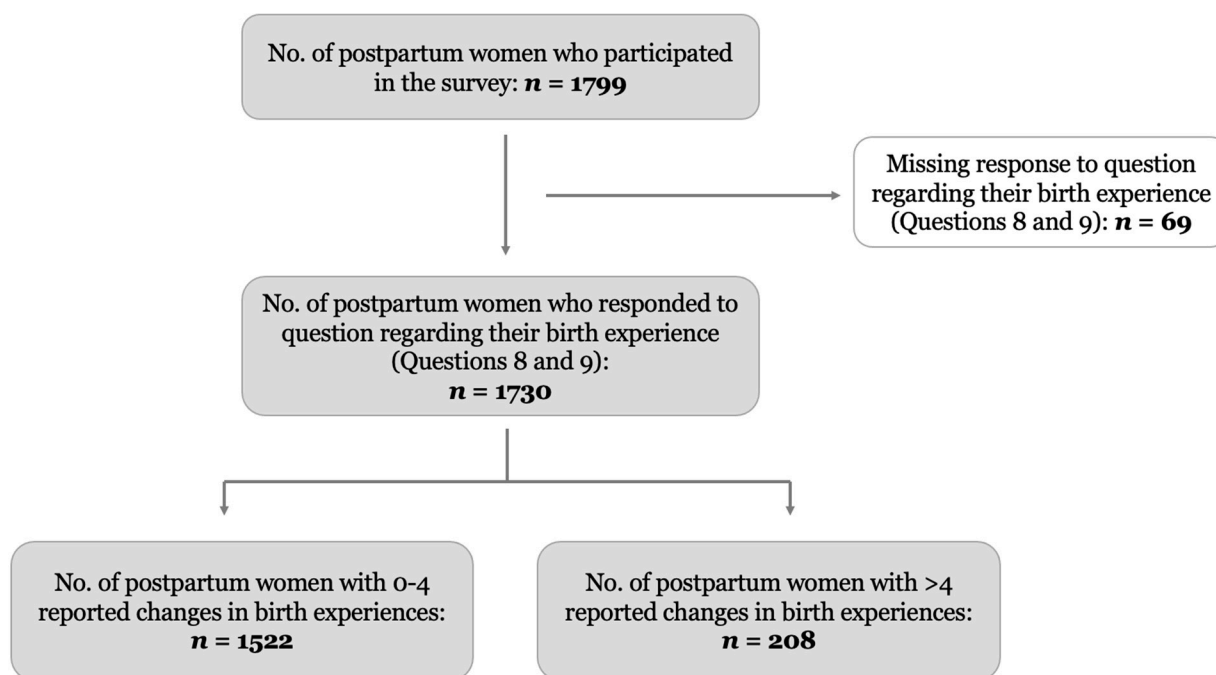 No. of postpartum women who participated
in the survey: n = 1799
Missing response to question
regarding their birth experience
(Questions 8 and 9): n = 69
No. of postpartum women who responded to
question regarding their birth experience
(Questions 8 and 9):
n = 1730
No. of postpartum women with 0-4
reported changes in birth experiences:
n = 1522
No. of postpartum women with >4
reported changes in birth experiences:
n = 208